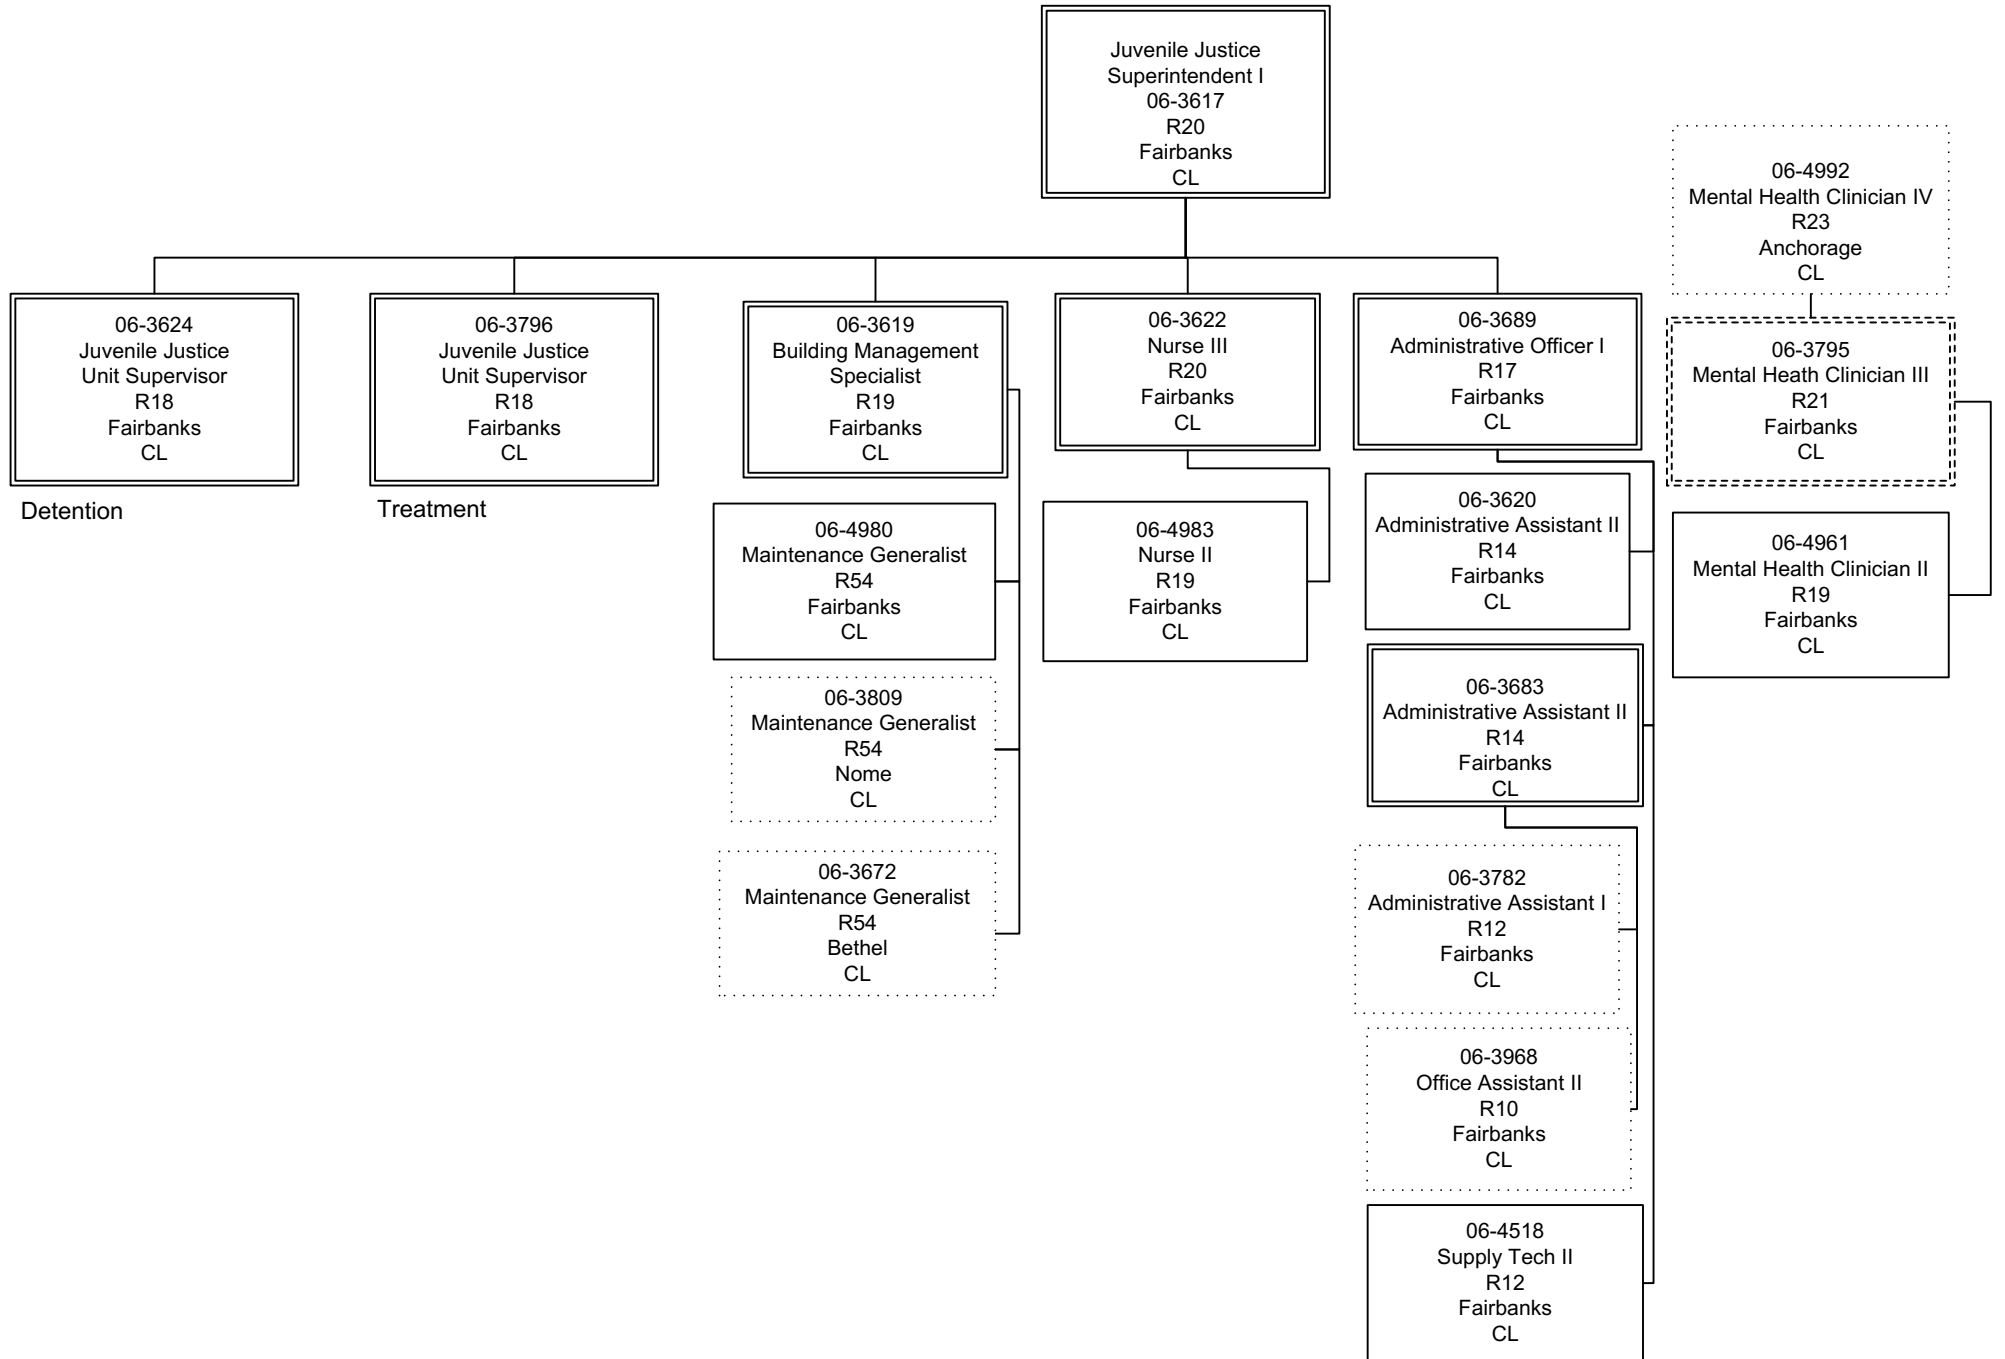 Juvenile Justice
Superintendent I
06-3617
R20
Fairbanks
CL
06-4992
Mental Health Clinician IV
R23
Anchorage
CL
06-3624
Juvenile Justice
Unit Supervisor
R18
Fairbanks
CL
Detention
06-3796
Juvenile Justice
Unit Supervisor
R18
Fairbanks
CL
Treatment
06-3619
Building Management
Specialist
R19
Fairbanks
CL
06-3622
Nurse III
R20
Fairbanks
CL
06-3689
Administrative Officer I
R17
Fairbanks
CL
06-3795
Mental Heath Clinician III
R21
Fairbanks
CL
06-4980
Maintenance Generalist
R54
Fairbanks
CL
06-4983
Nurse II
R19
Fairbanks
CL
06-3620
Administrative Assistant II
R14
Fairbanks
CL
06-4961
Mental Health Clinician II
R19
Fairbanks
CL
06-3809
Maintenance Generalist
R54
Nome
CL
06-3683
Administrative Assistant II
R14
Fairbanks
CL
06-3672
Maintenance Generalist
R54
Bethel
CL
06-3782
Administrative Assistant I
R12
Fairbanks
CL
06-3968
Office Assistant II
R10
Fairbanks
CL
06-4518
Supply Tech II
R12
Fairbanks
CL